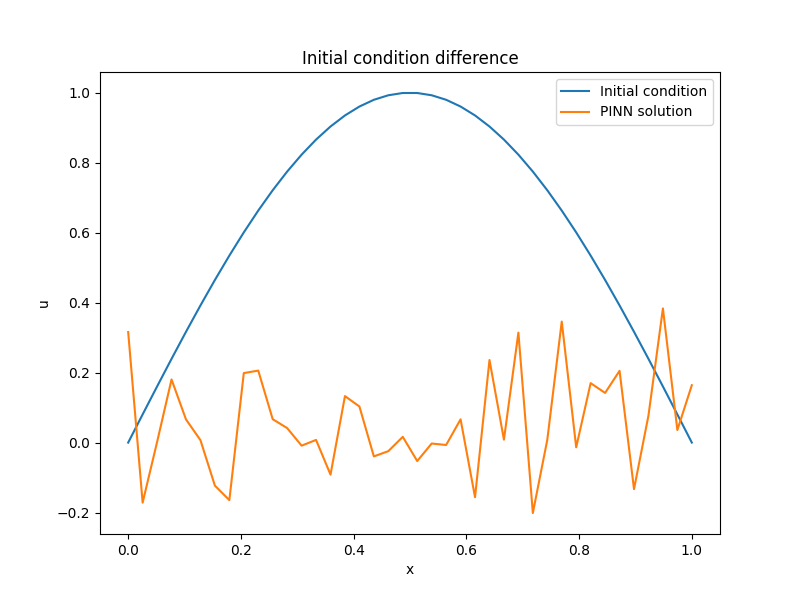 Initial condition difference
Initial condition
PINN solution
1.0
0.8
0.6
0.4
0.2
0.0
−0.2
u
0.0 0.2 0.4 0.6 0.8 1.0
x